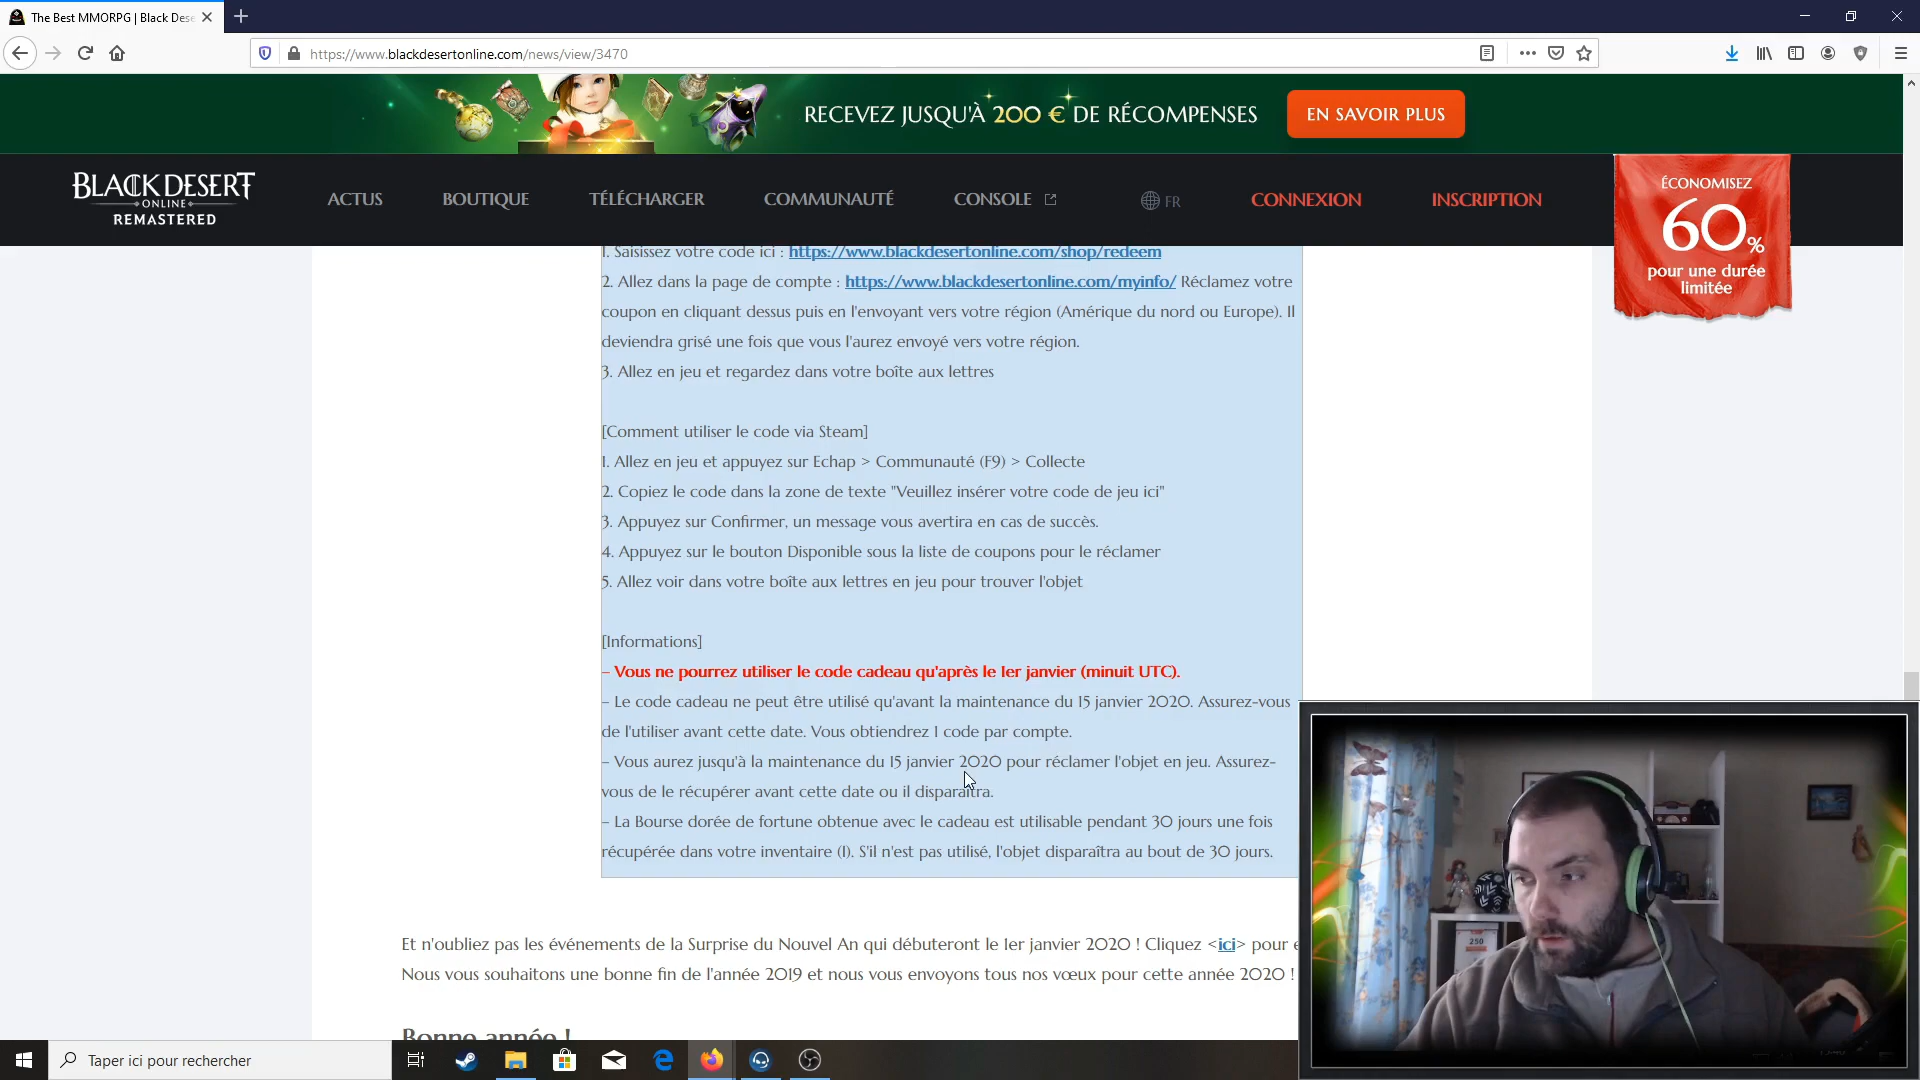 The Best MMORPG | Black Dese
https://www.blackdesertonline.com/news/view/3470
RECEVEZ JUSQU'À 200 € DE RÉCOMPENSES
EN SAVOIR PLUS
BLACK DESERT
ONLINE
REMASTERED
ACTUS
BOUTIQUE
TÉLÉCHARGER
COMMUNAUTÉ
CONSOLE
FR
CONNEXION
INSCRIPTION
ÉCONOMISEZ
60%
pour une durée
limitée
1. Saisissez votre code ici : https://www.blackdesertonline.com/shop/redeem
2. Allez dans la page de compte : https://www.blackdesertonline.com/myinfo/ Réclamez votre
coupon en cliquant dessus puis en l'envoyant vers votre région (Amérique du nord ou Europe). Il
deviendra grisé une fois que vous l'aurez envoyé vers votre région.
3. Allez en jeu et regardez dans votre boîte aux lettres
[Comment utiliser le code via Steam]
1. Allez en jeu et appuyez sur Echap > Communauté (F9) > Collecte
2. Copiez le code dans la zone de texte "Veuillez insérer votre code de jeu ici"
3. Appuyez sur Confirmer, un message vous avertira en cas de succès.
4. Appuyez sur le bouton Disponible sous la liste de coupons pour le réclamer
5. Allez voir dans votre boîte aux lettres en jeu pour trouver l'objet
[Informations]
– Vous ne pourrez utiliser le code cadeau qu'après le 1er janvier (minuit UTC).
– Le code cadeau ne peut être utilisé qu'avant la maintenance du 15 janvier 2020. Assurez-vous
de l'utiliser avant cette date. Vous obtiendrez 1 code par compte.
– Vous aurez jusqu'à la maintenance du 15 janvier 2020 pour réclamer l'objet en jeu. Assurez-
vous de le récupérer avant cette date ou il disparaîtra.
– La Bourse dorée de fortune obtenue avec le cadeau est utilisable pendant 30 jours une fois
récupérée dans votre inventaire (I). S'il n'est pas utilisé, l'objet disparaîtra au bout de 30 jours.
Et n'oubliez pas les événements de la Surprise du Nouvel An qui débuteront le 1er janvier 2020 ! Cliquez <ici> pour e
Nous vous souhaitons une bonne fin de l'année 2019 et nous vous envoyons tous nos vœux pour cette année 2020 !
Bonne année !
250
Taper ici pour rechercher